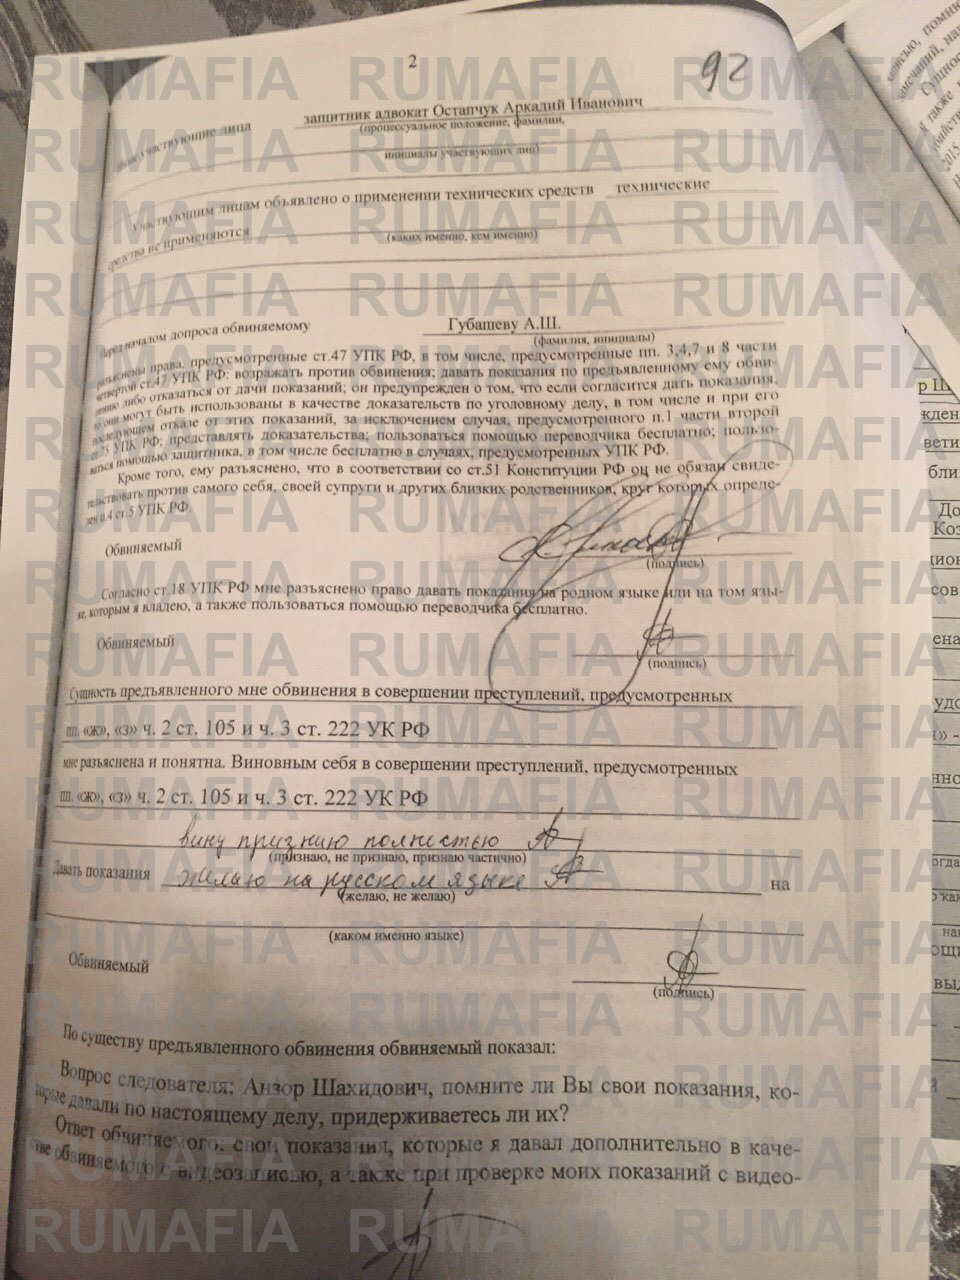 2
92
защитник адвокат Остапчук Аркадий Иванович
участвующие лица
(процессуальное положение, фамилии,
инициалы участвующих лиц)
Участвующим лицам объявлено о применении технических средств технические
средства не применяются
(каких именно, кем именно)
Перед началом допроса обвиняемому Губашеву А.Ш.
(фамилия, инициалы)
разъяснены права, предусмотренные ст.47 УПК РФ, в том числе, предусмотренные пп. 3,4,7 и 8 части
четвертой ст.47 УПК РФ: возражать против обвинения; давать показания по предъявленному ему обви-
нению либо отказаться от дачи показаний; он предупрежден о том, что если согласится дать показания,
то они могут быть использованы в качестве доказательств по уголовному делу, в том числе и при его
последующем отказе от этих показаний, за исключением случая, предусмотренного п.1 части второй
ст.75 УПК РФ; представлять доказательства; пользоваться помощью переводчика бесплатно; пользо-
ваться помощью защитника, в том числе бесплатно в случаях, предусмотренных УПК РФ.
Кроме того, ему разъяснено, что в соответствии со ст.51 Конституции РФ он не обязан свиде-
тельствовать против самого себя, своей супруги и других близких родственников, круг которых опреде-
лен п.4 ст.5 УПК РФ.
Обвиняемый
(подпись)
Согласно ст.18 УПК РФ мне разъяснено право давать показания на родном языке или на том язы-
ке, которым я владею, а также пользоваться помощью переводчика бесплатно.
Обвиняемый
(подпись)
Сущность предъявленного мне обвинения в совершении преступлений, предусмотренных
пп. «ж», «з» ч. 2 ст. 105 и ч. 3 ст. 222 УК РФ
мне разъяснена и понятна. Виновным себя в совершении преступлений, предусмотренных
пп. «ж», «з» ч. 2 ст. 105 и ч. 3 ст. 222 УК РФ
вину признаю полностью
(признаю, не признаю, признаю частично)
Давать показания желаю на русском языке на
(желаю, не желаю)
(каком именно языке)
Обвиняемый
(подпись)
По существу предъявленного обвинения обвиняемый показал:
Вопрос следователя: Анзор Шахидович, помните ли Вы свои показания, ко-
торые давали по настоящему делу, придерживаетесь ли их?
Ответ обвиняемого, свои показания, которые я давал дополнительно в каче-
стве обвиняемого с видеозаписью, а также при проверке моих показаний с видео-
RUMAFIA